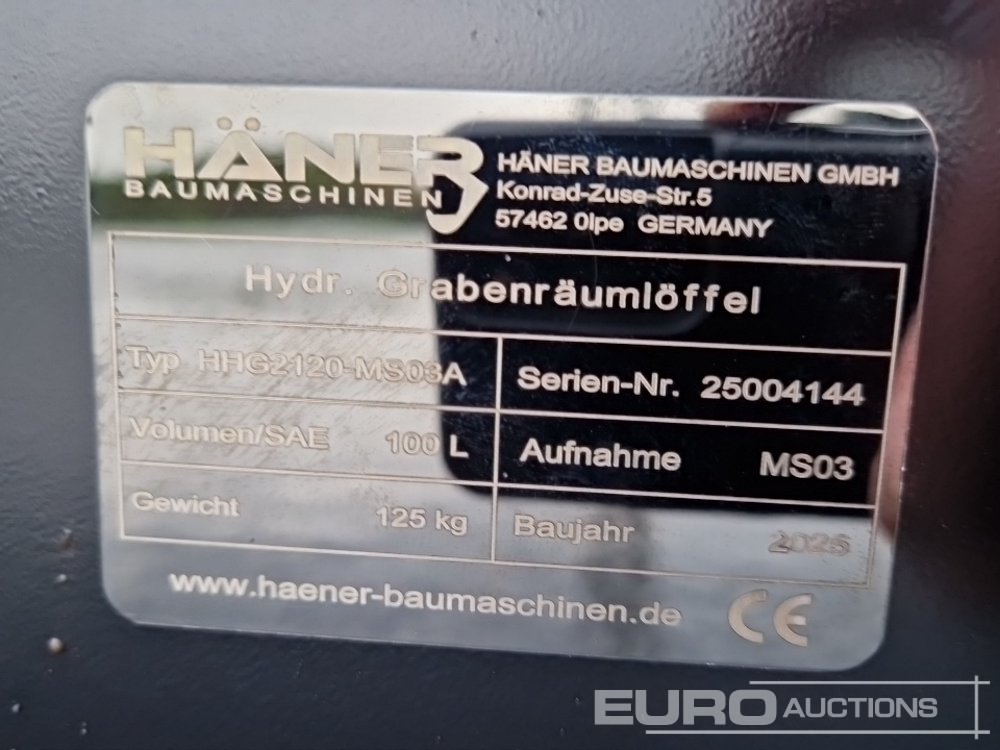 HÄNER
BAUMASCHINEN
HÄNER BAUMASCHINEN GMBH
Konrad-Zuse-Str.5
57462 Olpe GERMANY
Hydr. Grabenräumlöffel
Typ HHG2120-MS03A
Serien-Nr. 25004144
Volumen/SAE 100 L
Aufnahme MS03
Gewicht 125 kg
Baujahr 2025
www.haener-baumaschinen.de
CE
EURO AUCTIONS